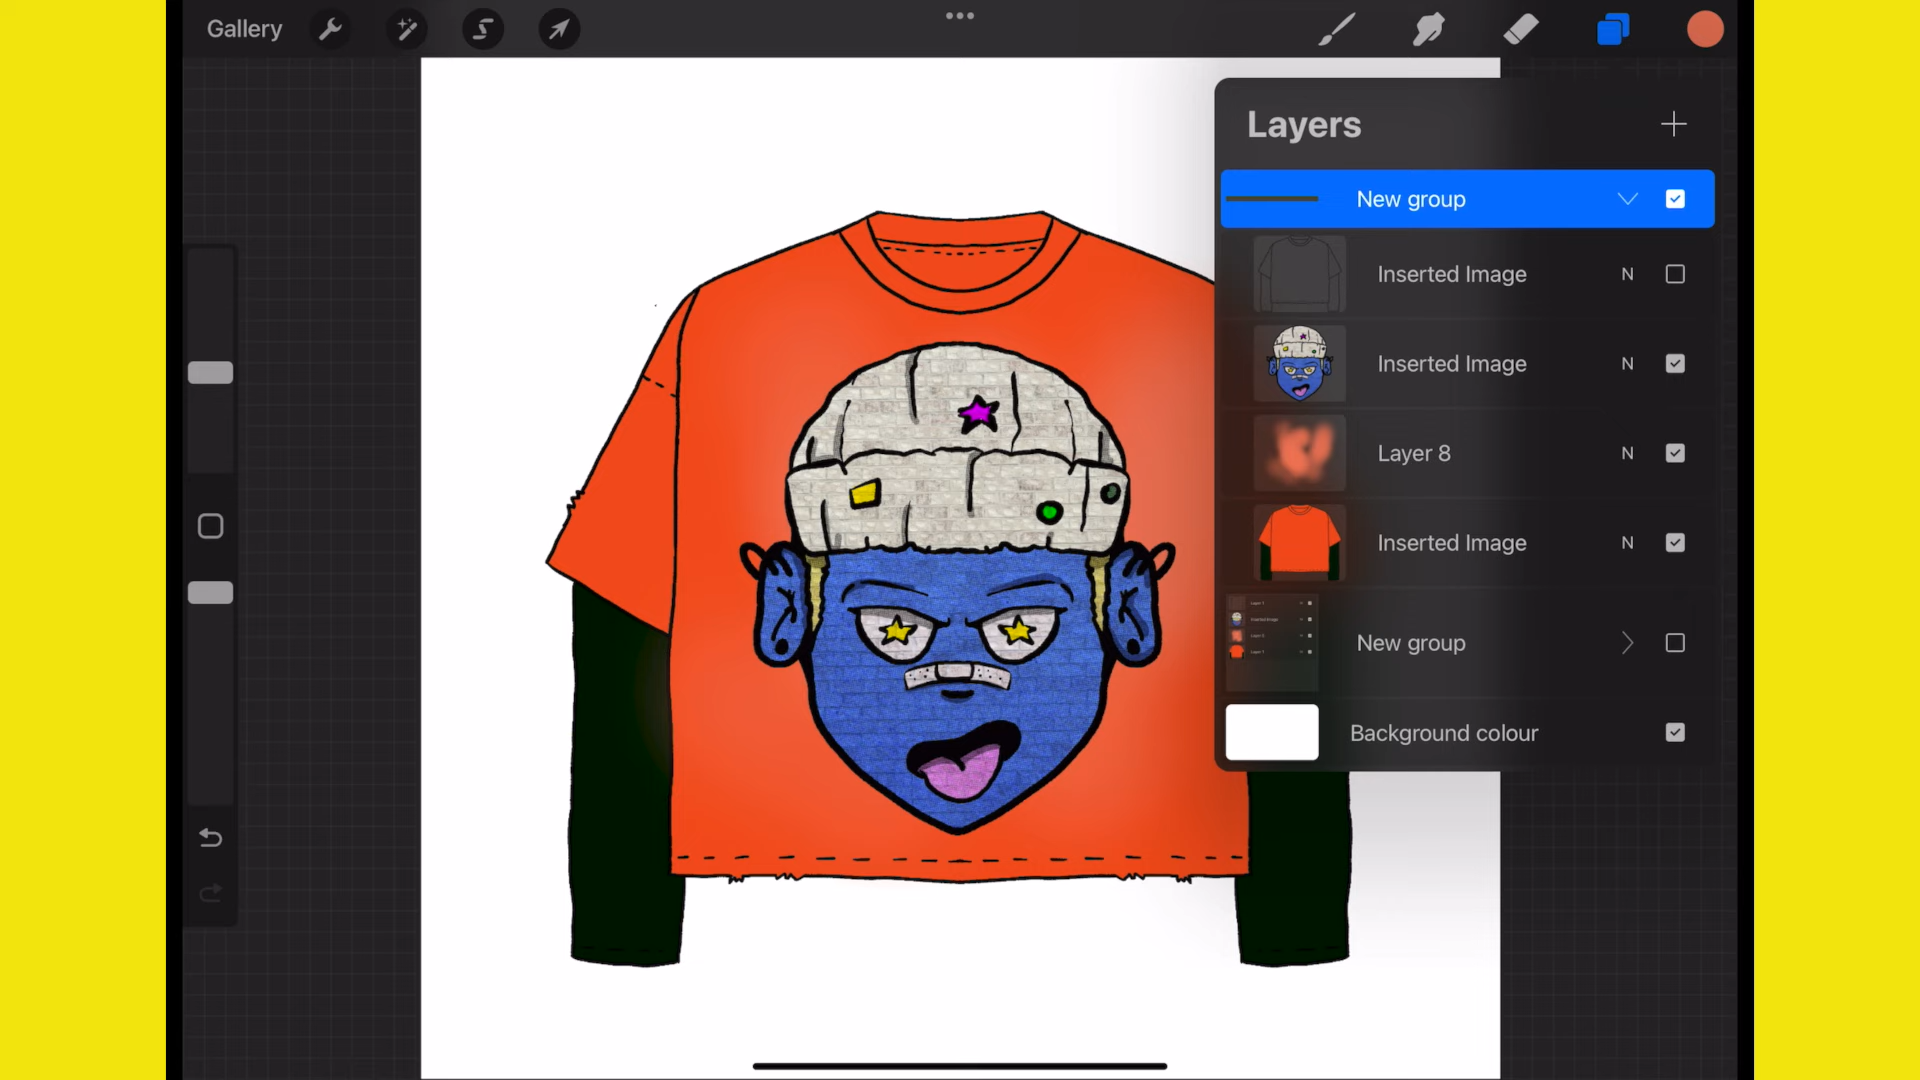 Gallery
Layers
New group
Inserted Image N
Inserted Image N
Layer 8 N
Inserted Image N
New group
Background colour